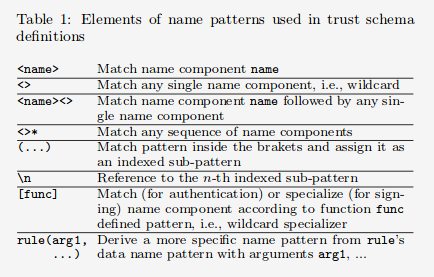 Table 1: Elements of name patterns used in trust schema
definitions
<name> Match name component name
<> Match any single name component, i.e., wildcard
<name><> Match name component name followed by any sin-
gle name component
<>* Match any sequence of name components
(...) Match pattern inside the brakets and assign it as
an indexed sub-pattern
\n Reference to the n-th indexed sub-pattern
[func] Match (for authentication) or specialize (for sign-
ing) name component according to function func
defined pattern, i.e., wildcard specializer
rule(arg1, Derive a more specific name pattern from rule's
...) data name pattern with arguments arg1, ...